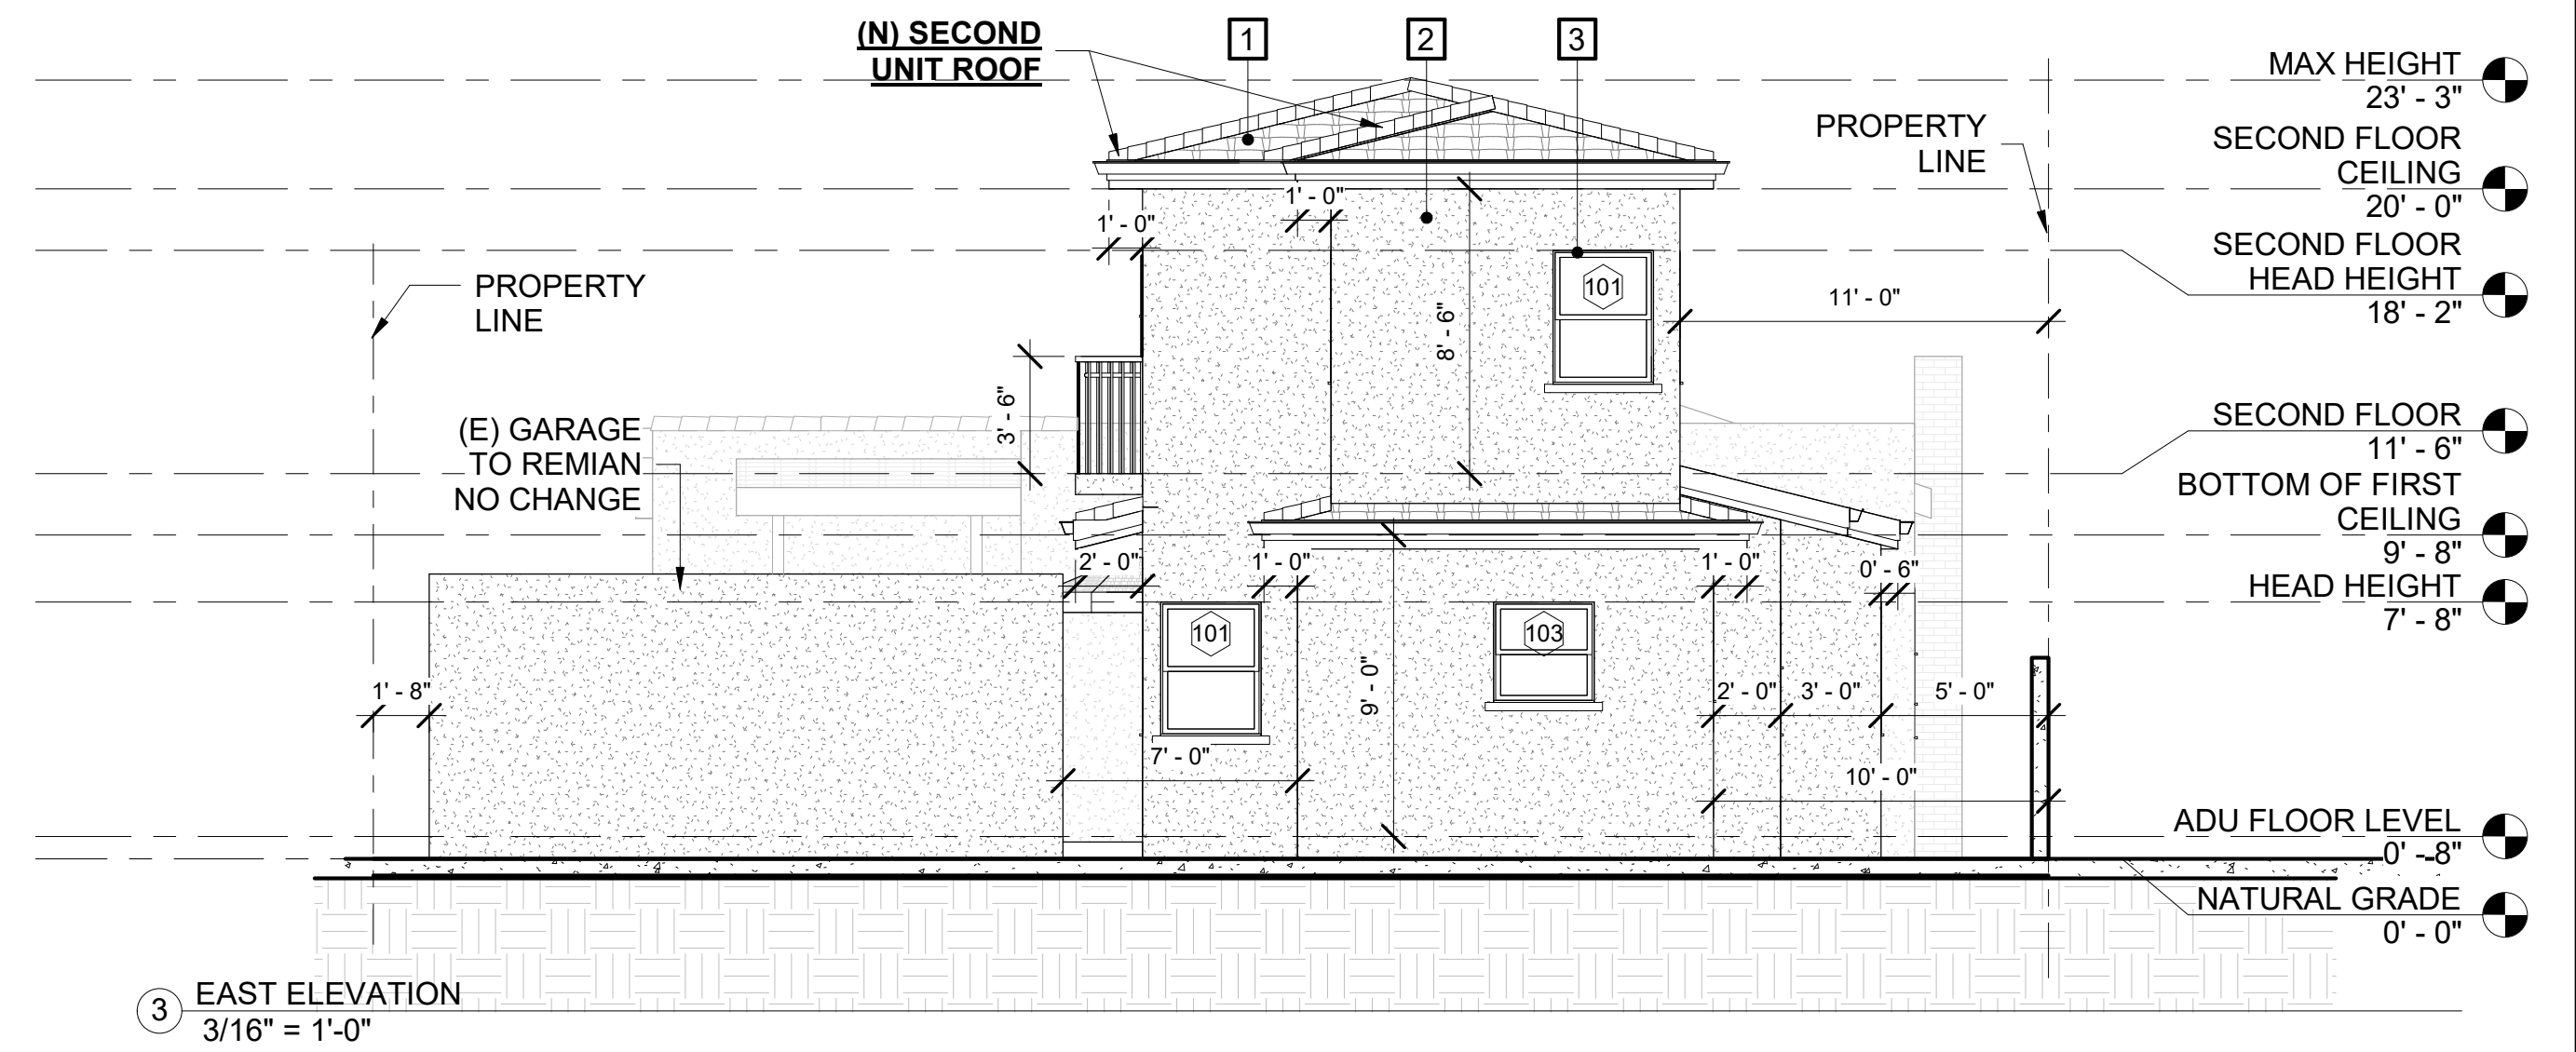 (N) SECOND
UNIT ROOF
1
2
3
MAX HEIGHT
23' - 3"
PROPERTY
LINE
SECOND FLOOR
CEILING
20' - 0"
1' - 0"
1' - 0"
SECOND FLOOR
HEAD HEIGHT
18' - 2"
PROPERTY
LINE
101
11' - 0"
8' - 6"
3' - 6"
(E) GARAGE
TO REMIAN
NO CHANGE
SECOND FLOOR
11' - 6"
BOTTOM OF FIRST
CEILING
9' - 8"
2' - 0"
1' - 0"
1' - 0"
0' - 6"
HEAD HEIGHT
7' - 8"
101
103
1' - 8"
9' - 0"
2' - 0"
3' - 0"
5' - 0"
7' - 0"
10' - 0"
ADU FLOOR LEVEL
0' - 8"
NATURAL GRADE
0' - 0"
3
EAST ELEVATION
3/16" = 1'-0"